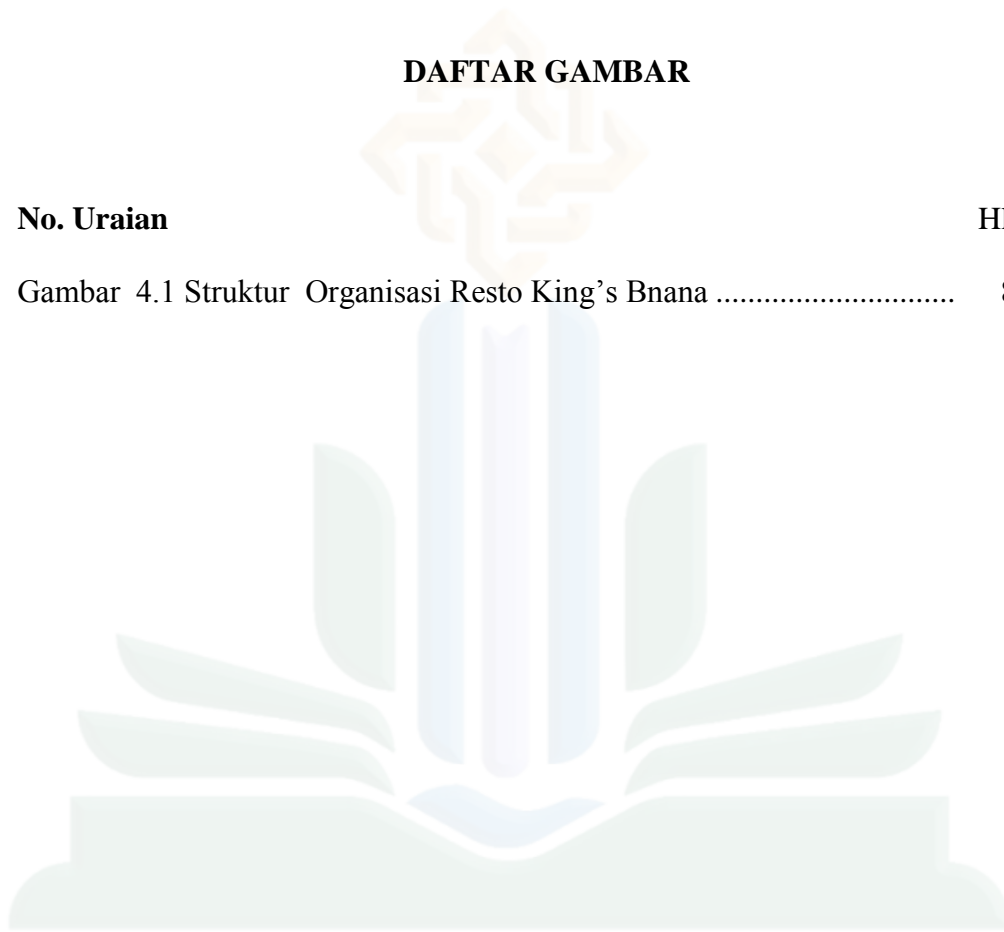 DAFTAR GAMBAR
No. Uraian
Gambar 4.1 Struktur Organisasi Resto King’s Bnana .............................